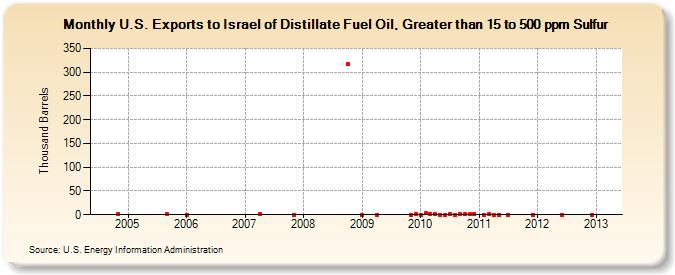 Monthly U.S. Exports to Israel of Distillate Fuel Oil, Greater than 15 to 500 ppm Sulfur
Thousand Barrels
350
300
250
200
150
100
50
0
2005 2006 2007 2008 2009 2010 2011 2012 2013
Source: U.S. Energy Information Administration